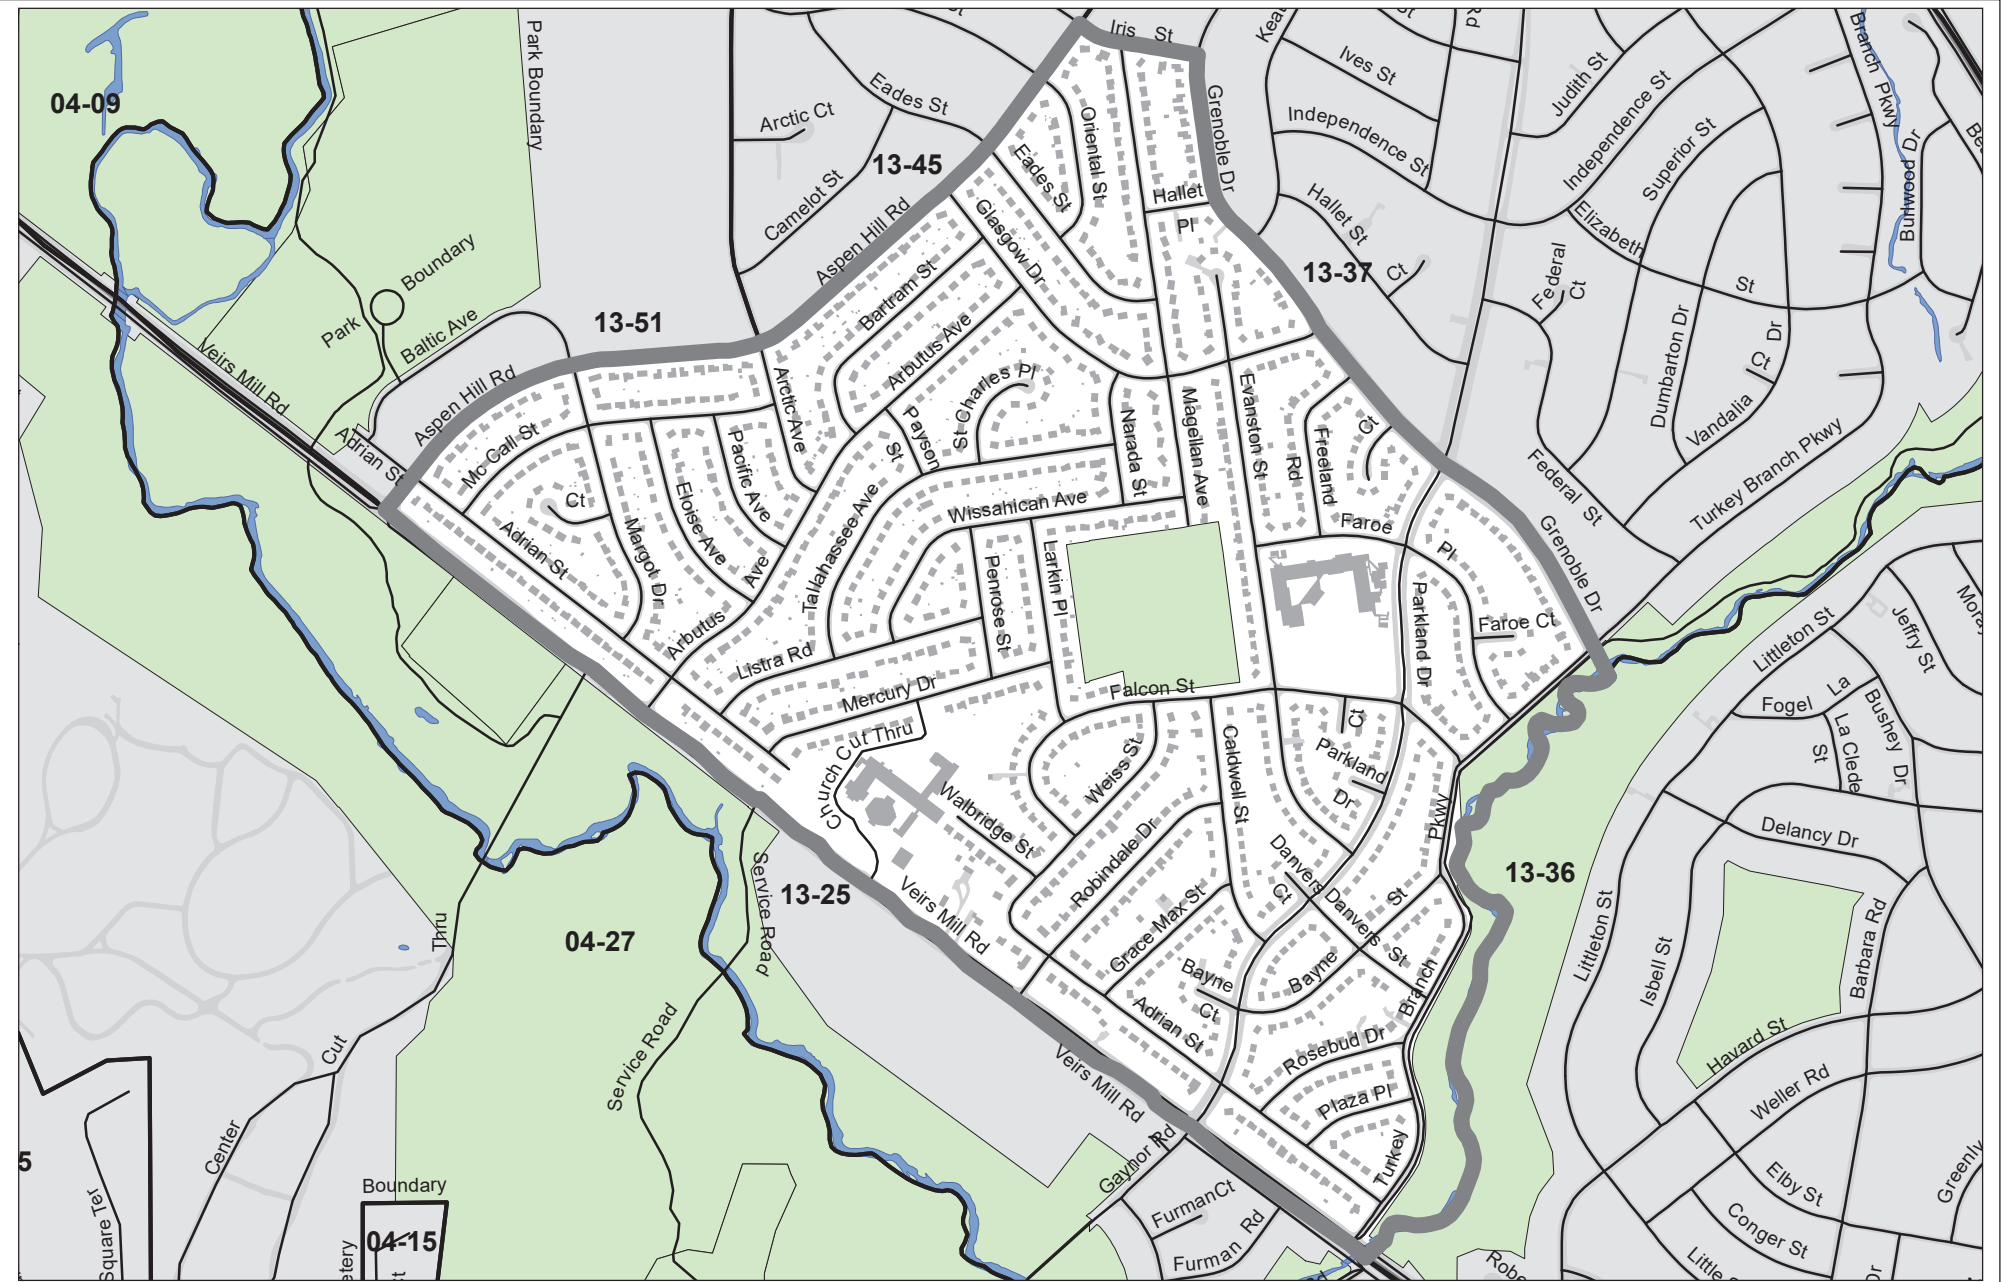 Iris St
Park Boundary
04-09
Eades St
Arctic Ct
Camelot St
13-45
Aspen Hill Rd
Oriental St
Eades St
Grenoble Dr
Hallet
Pl
Glasgow Dr
Ives St
Independence St
Judith St
Independence St
Superior St
Branch Pkwy
Bullwood Dr
Hallet St
Ct
13-37
Elizabeth
St
Federal
Ct
Dumbarton Dr
Dr
Ct
Vandalia
Turkey Branch Pkwy
Federal St
Park
Boundary
Baltic Ave
13-51
Veirs Mill Rd
Aspen Hill Rd
Adrian St
Bartram St
Arbutus Ave
Arctic Ave
St Charles Pl
Payson
St
Mc Call St
Ct
Adrian St
Margot Dr
Eloise Ave
Pacific Ave
Arbutus
Ave
Tallahassee Ave
Wissahican Ave
Narada St
Magellan Ave
Evanston St
Rd
Freeland
Ct
Faroe
Pl
Faroe Ct
Grenoble Dr
Parkland Dr
Larkin Pl
Penrose St
Listra Rd
Mercury Dr
Falcon St
Church Cut Thru
Walbridge St
Weiss St
Robindale Dr
Caldwell St
Ct
Parkland
Dr
Pkwy
Danvers
Ct
Danvers
St
St
Grace Max St
Bayne
Ct
Bayne
Branch
Adrian St
Rosebud Dr
Plaza Pl
Turkey
Veirs Mill Rd
Veirs Mill Rd
13-25
04-27
Service Road
Service Road
Thru
Cut
Center
Boundary
04-15
Square Ter
etery
ct
5
Gaynor Rd
Furman Ct
Furman Rd
13-36
Littleton St
Jeffry St
Fogel
La
Bushey Dr
La Clede
St
Delancy Dr
Littleton St
Isbell St
Barbara Rd
Havard St
Weller Rd
Elby St
Conger St
Little
Greenly
Dr
Robe
Keat
Rd
St
St